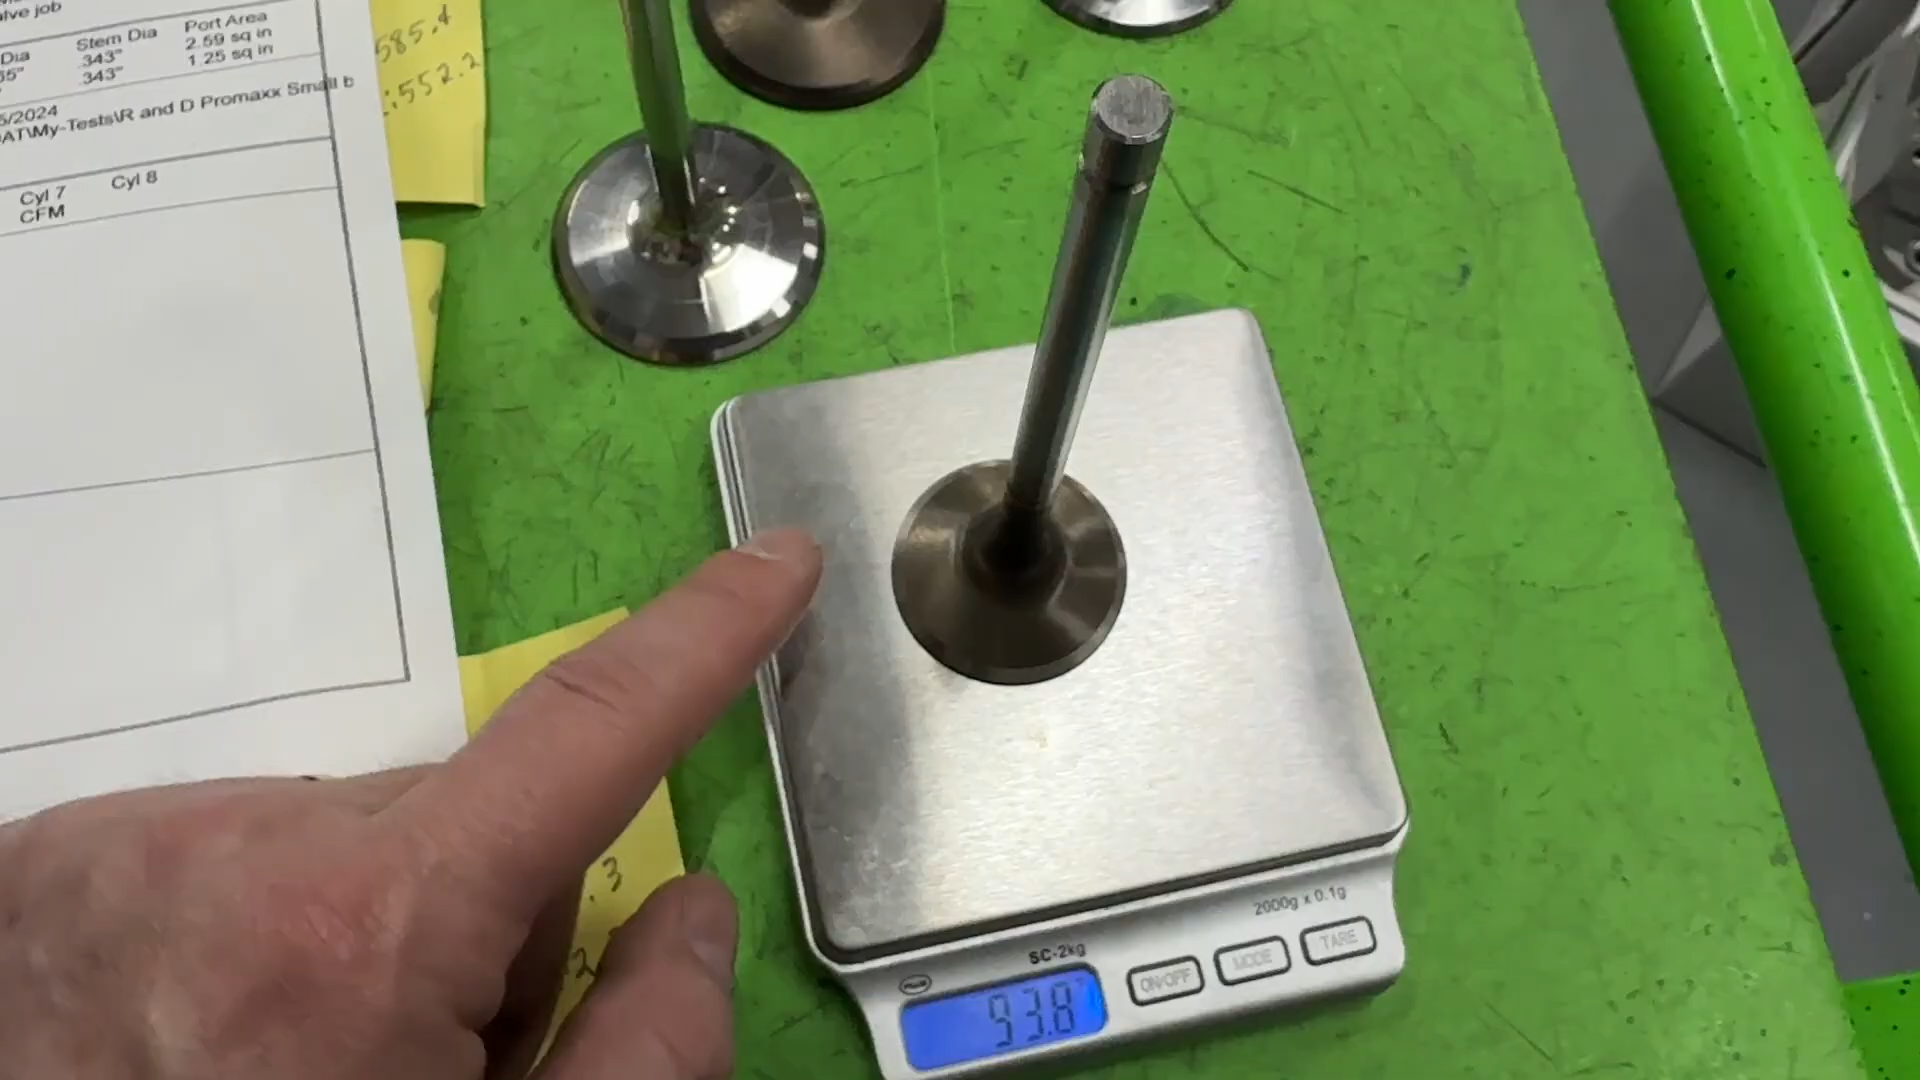 alve job
Dia Stem Dia Port Area
55" .343" 2.59 sq in
.343" 1.25 sq in
5/2024
AT\My-Tests\R and D Promaxx Small b
Cyl 7 Cyl 8
CFM
585.4
:552.2
.3
2
2000g x 0.1g
SC-2kg
ON/OFF MODE TARE
93.8